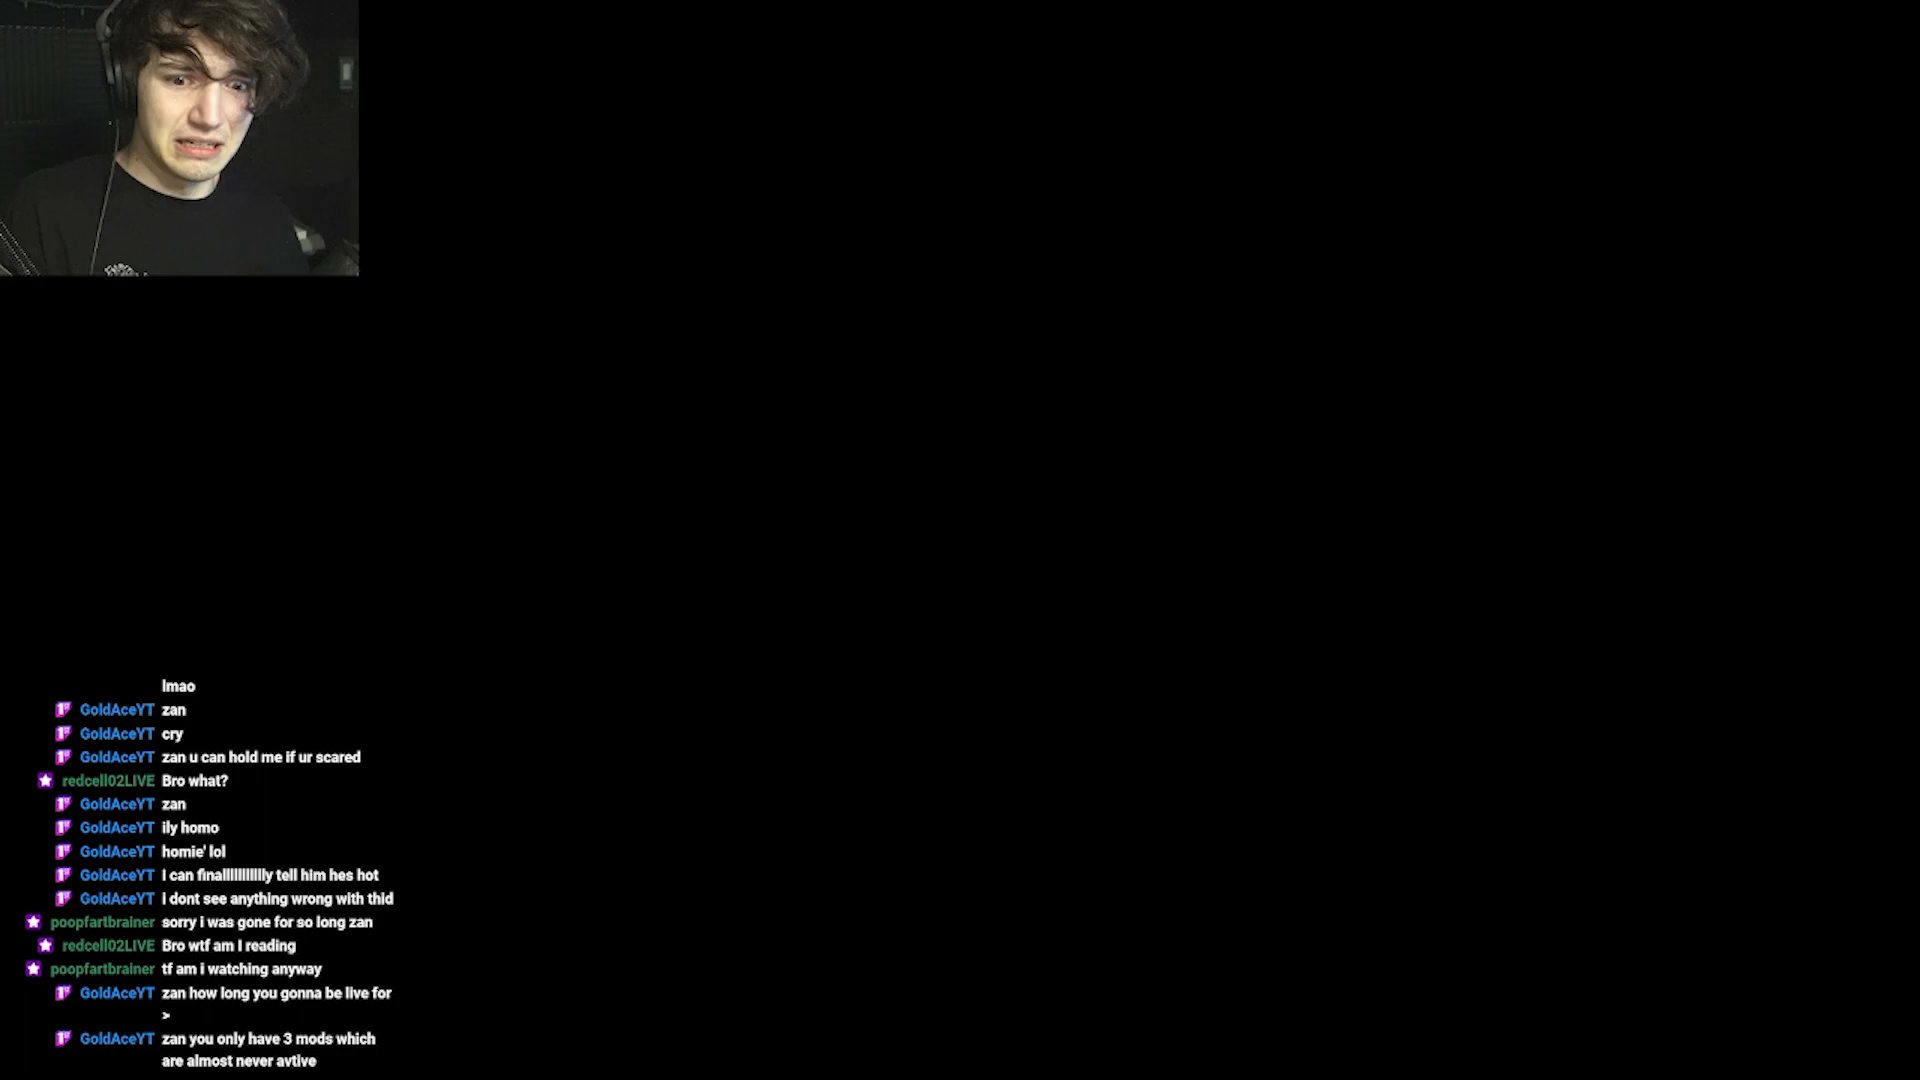 lmao
GoldAceYT zan
GoldAceYT cry
GoldAceYT zan u can hold me if ur scared
redcell02LIVE Bro what?
GoldAceYT zan
GoldAceYT ily homo
GoldAceYT homie' lol
GoldAceYT i can finallllllllllly tell him hes hot
GoldAceYT i dont see anything wrong with thid
poopfartbrainer sorry i was gone for so long zan
redcell02LIVE Bro wtf am I reading
poopfartbrainer tf am i watching anyway
GoldAceYT zan how long you gonna be live for
>
GoldAceYT zan you only have 3 mods which
are almost never avtive